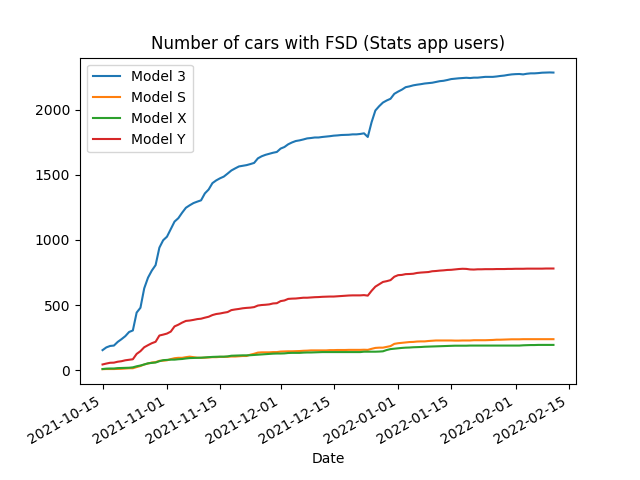 Number of cars with FSD (Stats app users)
Model 3
Model S
Model X
Model Y
2000
1500
1000
500
0
2021-10-15
2021-11-01
2021-11-15
2021-12-01
2021-12-15
2022-01-01
2022-01-15
2022-02-01
2022-02-15
Date